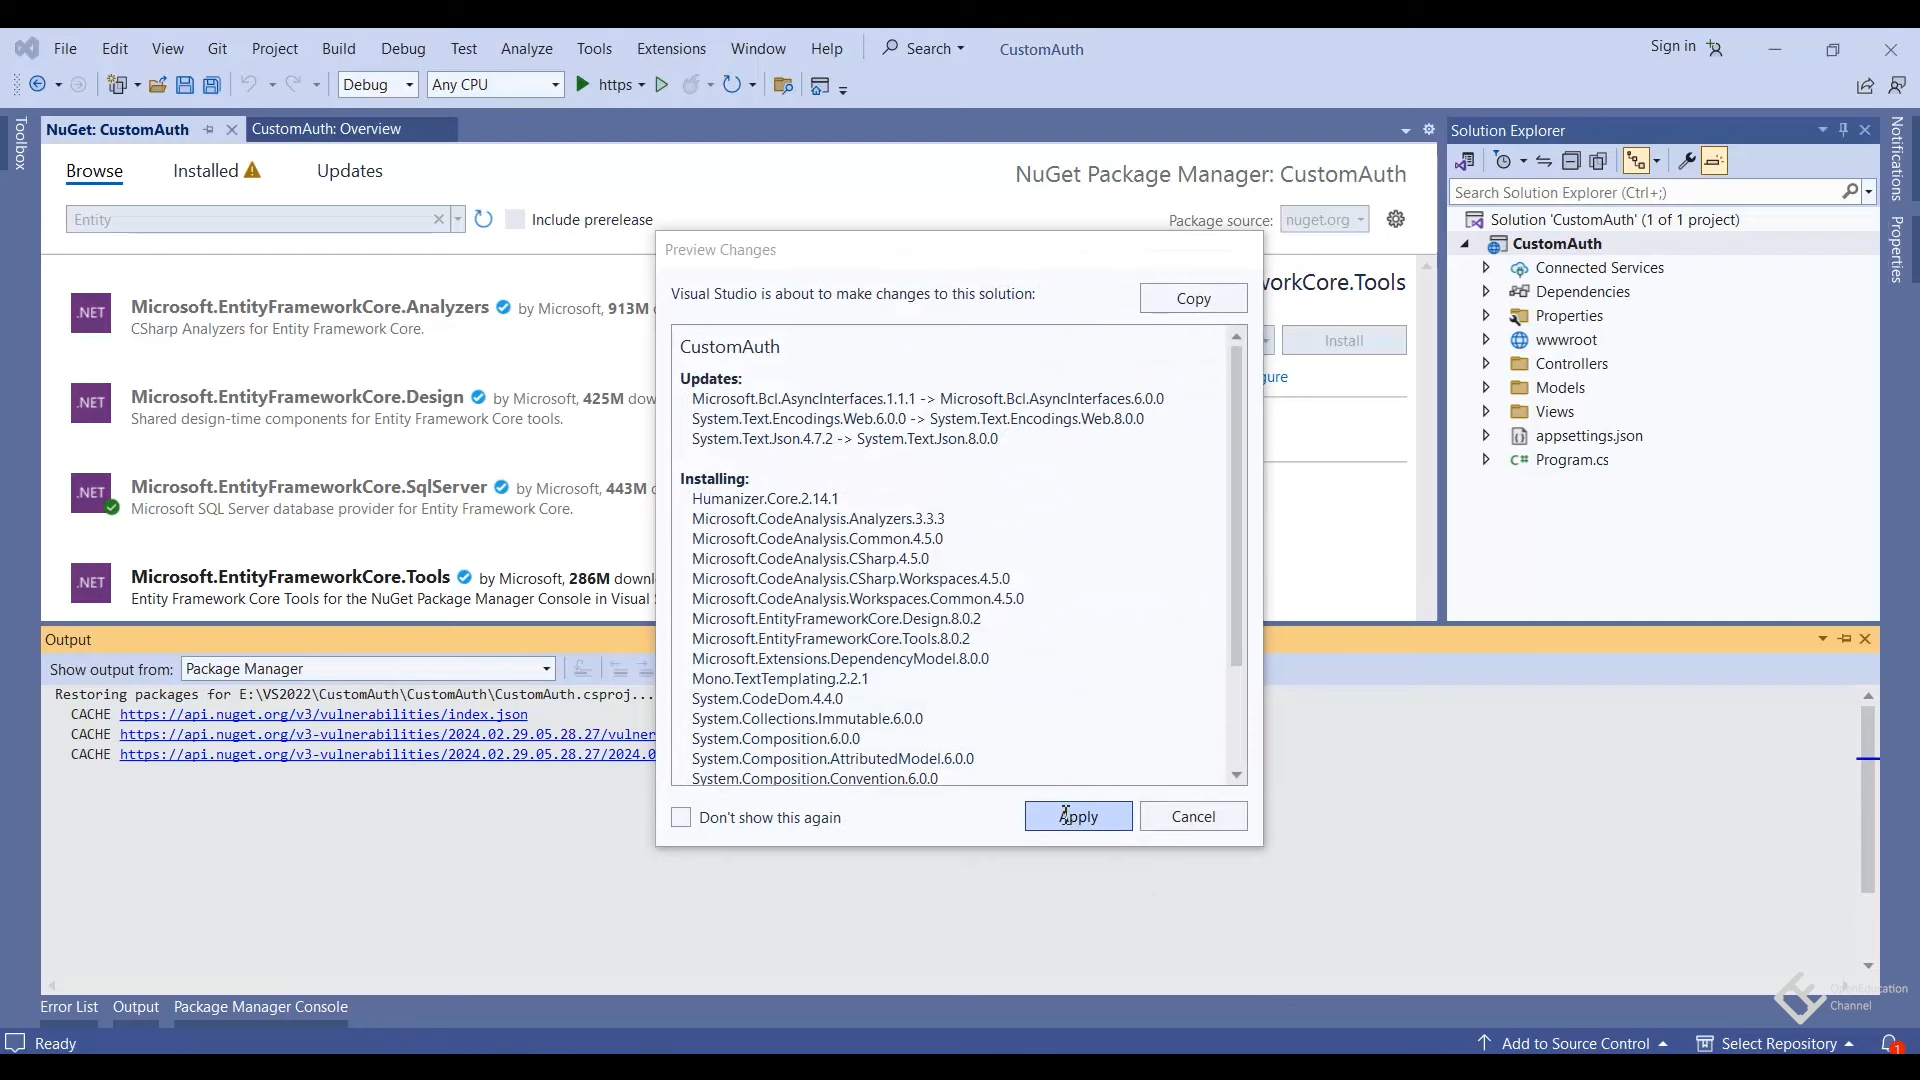 File Edit View Git Project Build Debug Test Analyze Tools Extensions Window Help Search CustomAuth Sign in
Debug Any CPU https
Toolbox
NuGet: CustomAuth
CustomAuth: Overview
Browse Installed Updates
NuGet Package Manager: CustomAuth
Entity
Include prerelease
Package source: nuget.org
.NET
Microsoft.EntityFrameworkCore.Analyzers by Microsoft, 913M
CSharp Analyzers for Entity Framework Core.
.NET
Microsoft.EntityFrameworkCore.Design by Microsoft, 425M dow
Shared design-time components for Entity Framework Core tools.
.NET
Microsoft.EntityFrameworkCore.SqlServer by Microsoft, 443M
Microsoft SQL Server database provider for Entity Framework Core.
.NET
Microsoft.EntityFrameworkCore.Tools by Microsoft, 286M downl
Entity Framework Core Tools for the NuGet Package Manager Console in Visual
workCore.Tools
Install
gure
Preview Changes
Visual Studio is about to make changes to this solution:
Copy
CustomAuth
Updates:
Microsoft.Bcl.AsyncInterfaces.1.1.1 -> Microsoft.Bcl.AsyncInterfaces.6.0.0
System.Text.Encodings.Web.6.0.0 -> System.Text.Encodings.Web.8.0.0
System.Text.Json.4.7.2 -> System.Text.Json.8.0.0
Installing:
Humanizer.Core.2.14.1
Microsoft.CodeAnalysis.Analyzers.3.3.3
Microsoft.CodeAnalysis.Common.4.5.0
Microsoft.CodeAnalysis.CSharp.4.5.0
Microsoft.CodeAnalysis.CSharp.Workspaces.4.5.0
Microsoft.CodeAnalysis.Workspaces.Common.4.5.0
Microsoft.EntityFrameworkCore.Design.8.0.2
Microsoft.EntityFrameworkCore.Tools.8.0.2
Microsoft.Extensions.DependencyModel.8.0.0
Mono.TextTemplating.2.2.1
System.CodeDom.4.4.0
System.Collections.Immutable.6.0.0
System.Composition.6.0.0
System.Composition.AttributedModel.6.0.0
System.Composition.Convention.6.0.0
Don't show this again
Apply
Cancel
Solution Explorer
Search Solution Explorer (Ctrl+;)
Solution 'CustomAuth' (1 of 1 project)
CustomAuth
Connected Services
Dependencies
Properties
wwwroot
Controllers
Models
Views
appsettings.json
C# Program.cs
Notifications
Properties
Output
Show output from: Package Manager
Restoring packages for E:\VS2022\CustomAuth\CustomAuth\CustomAuth.csproj...
CACHE https://api.nuget.org/v3/vulnerabilities/index.json
CACHE https://api.nuget.org/v3-vulnerabilities/2024.02.29.05.28.27/vulner
CACHE https://api.nuget.org/v3-vulnerabilities/2024.02.29.05.28.27/2024.0
Error List Output Package Manager Console
OpenEducation
Channel
Ready
Add to Source Control
Select Repository
1